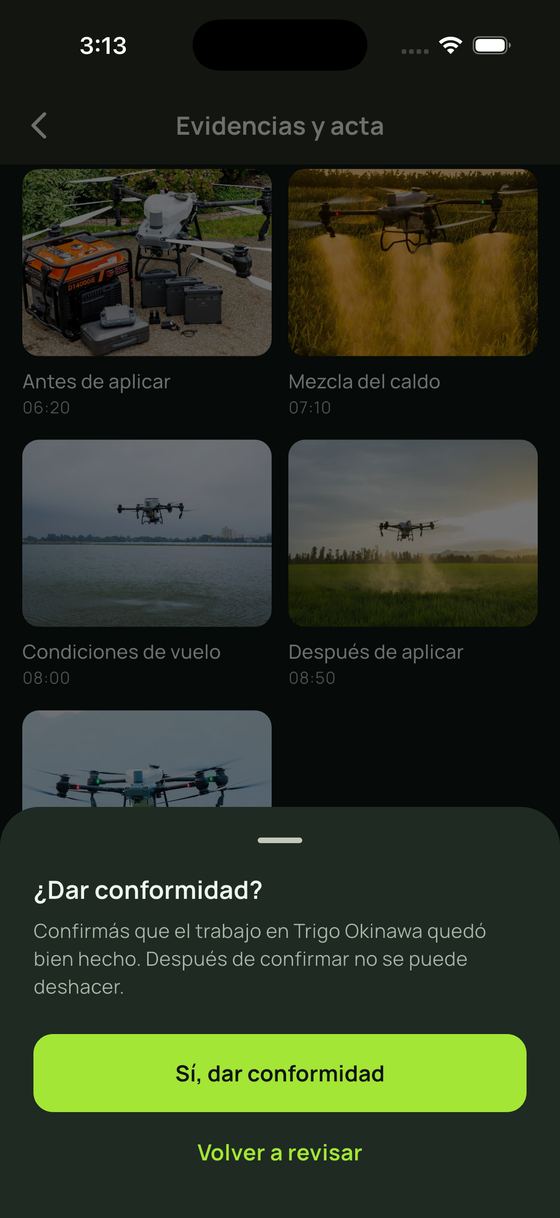 3:13
Evidencias y acta
D14000iE
Antes de aplicar
06:20
Mezcla del caldo
07:10
Condiciones de vuelo
08:00
Después de aplicar
08:50
¿Dar conformidad?
Confirmás que el trabajo en Trigo Okinawa quedó
bien hecho. Después de confirmar no se puede
deshacer.
Sí, dar conformidad
Volver a revisar